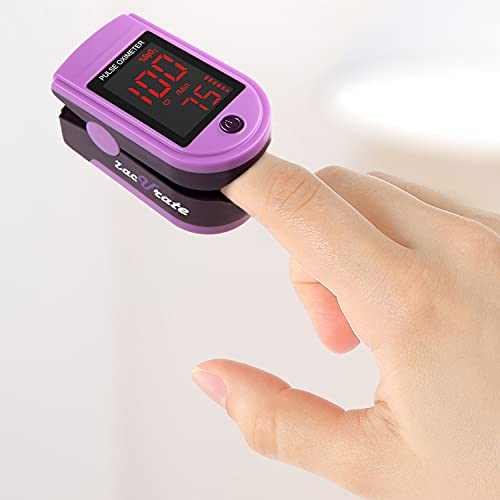 PULSE OXIMETER
%SpO₂
100
/Min
75
zacurate